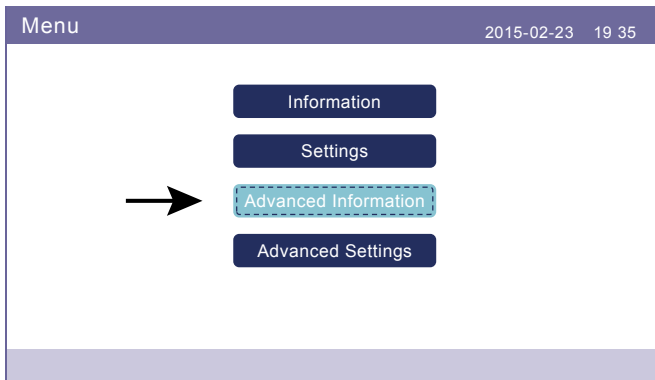 Menu
2015-02-23 19 35
Information
Settings
Advanced Information
Advanced Settings